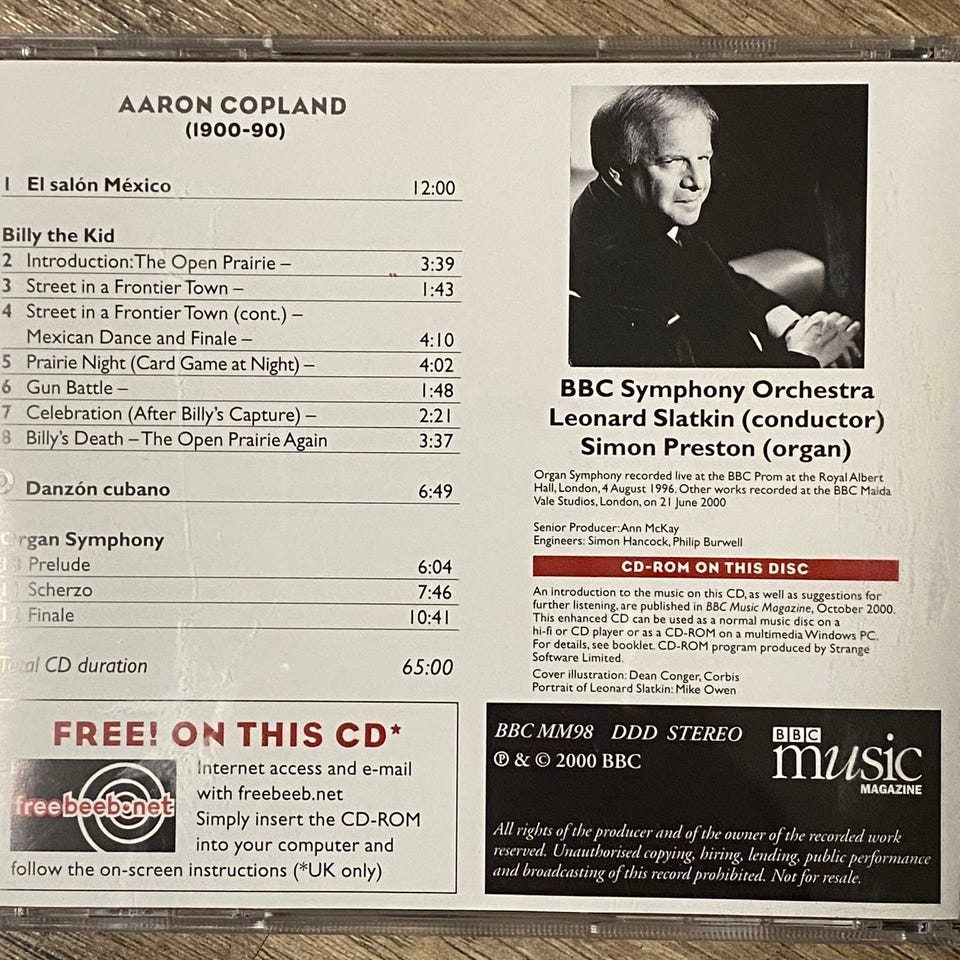 AARON COPLAND
(1900-90)
1 El salón México 12:00
Billy the Kid
2 Introduction: The Open Prairie – 3:39
3 Street in a Frontier Town – 1:43
4 Street in a Frontier Town (cont.) –
Mexican Dance and Finale – 4:10
5 Prairie Night (Card Game at Night) – 4:02
6 Gun Battle – 1:48
7 Celebration (After Billy's Capture) – 2:21
8 Billy's Death – The Open Prairie Again 3:37
Danzón cubano 6:49
Organ Symphony
Prelude 6:04
Scherzo 7:46
Finale 10:41
Total CD duration 65:00
FREE! ON THIS CD*
freebeeb.net
Internet access and e-mail
with freebeeb.net
Simply insert the CD-ROM
into your computer and
follow the on-screen instructions (*UK only)
BBC Symphony Orchestra
Leonard Slatkin (conductor)
Simon Preston (organ)
Organ Symphony recorded live at the BBC Prom at the Royal Albert
Hall, London, 4 August 1996. Other works recorded at the BBC Maida
Vale Studios, London, on 21 June 2000
Senior Producer: Ann McKay
Engineers: Simon Hancock, Philip Burwell
CD-ROM ON THIS DISC
An introduction to the music on this CD, as well as suggestions for
further listening, are published in BBC Music Magazine, October 2000.
This enhanced CD can be used as a normal music disc on a
hi-fi or CD player or as a CD-ROM on a multimedia Windows PC.
For details, see booklet. CD-ROM program produced by Strange
Software Limited.
Cover illustration: Dean Conger, Corbis
Portrait of Leonard Slatkin: Mike Owen
BBC MM98 DDD STEREO
℗ & © 2000 BBC
BBC
music
MAGAZINE
All rights of the producer and of the owner of the recorded work
reserved. Unauthorised copying, hiring, lending, public performance
and broadcasting of this record prohibited. Not for resale.